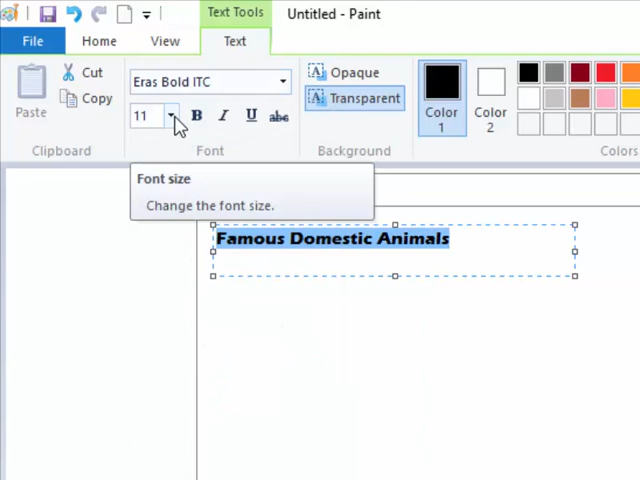 Text Tools
Untitled - Paint
File
Home
View
Text
Paste
Cut
Copy
Clipboard
Eras Bold ITC
11
B I U abc
Font
Opaque
Transparent
Background
Color 1
Color 2
Colors
Font size
Change the font size.
Famous Domestic Animals